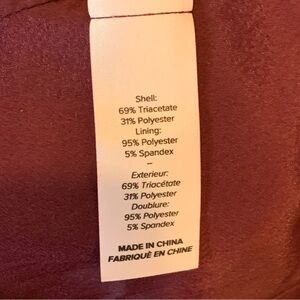 Shell:
69% Triacetate
31% Polyester
Lining:
95% Polyester
5% Spandex
–
Exterieur:
69% Triacétate
31% Polyester
Doublure:
95% Polyester
5% Spandex
MADE IN CHINA
FABRIQUÉ EN CHINE